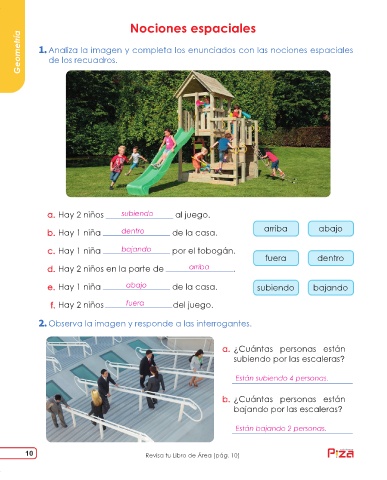 Geometría
Nociones espaciales
1. Analiza la imagen y completa los enunciados con las nociones espaciales
de los recuadros.
a. Hay 2 niños subiendo al juego.
b. Hay 1 niña dentro de la casa.
c. Hay 1 niña bajando por el tobogán.
d. Hay 2 niños en la parte de arriba.
e. Hay 1 niña abajo de la casa.
f. Hay 2 niños fuera del juego.
arriba abajo
fuera dentro
subiendo bajando
2. Observa la imagen y responde a las interrogantes.
a. ¿Cuántas personas están
subiendo por las escaleras?
Están subiendo 4 personas.
b. ¿Cuántas personas están
bajando por las escaleras?
Están bajando 2 personas.
10
Revisa tu Libro de Área (pág. 10)
Piza